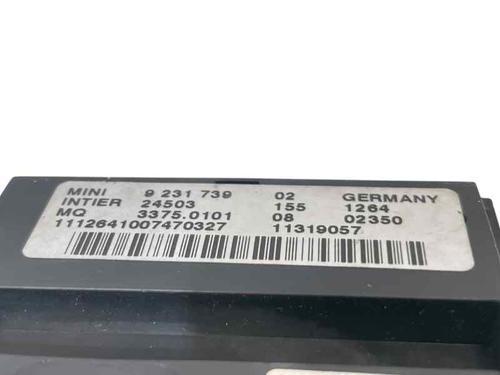 MINI 9 231 739 02 GERMANY
INTIER 24503 155 1264
MQ 3375.0101 08 02350
1112641007470327 11319057